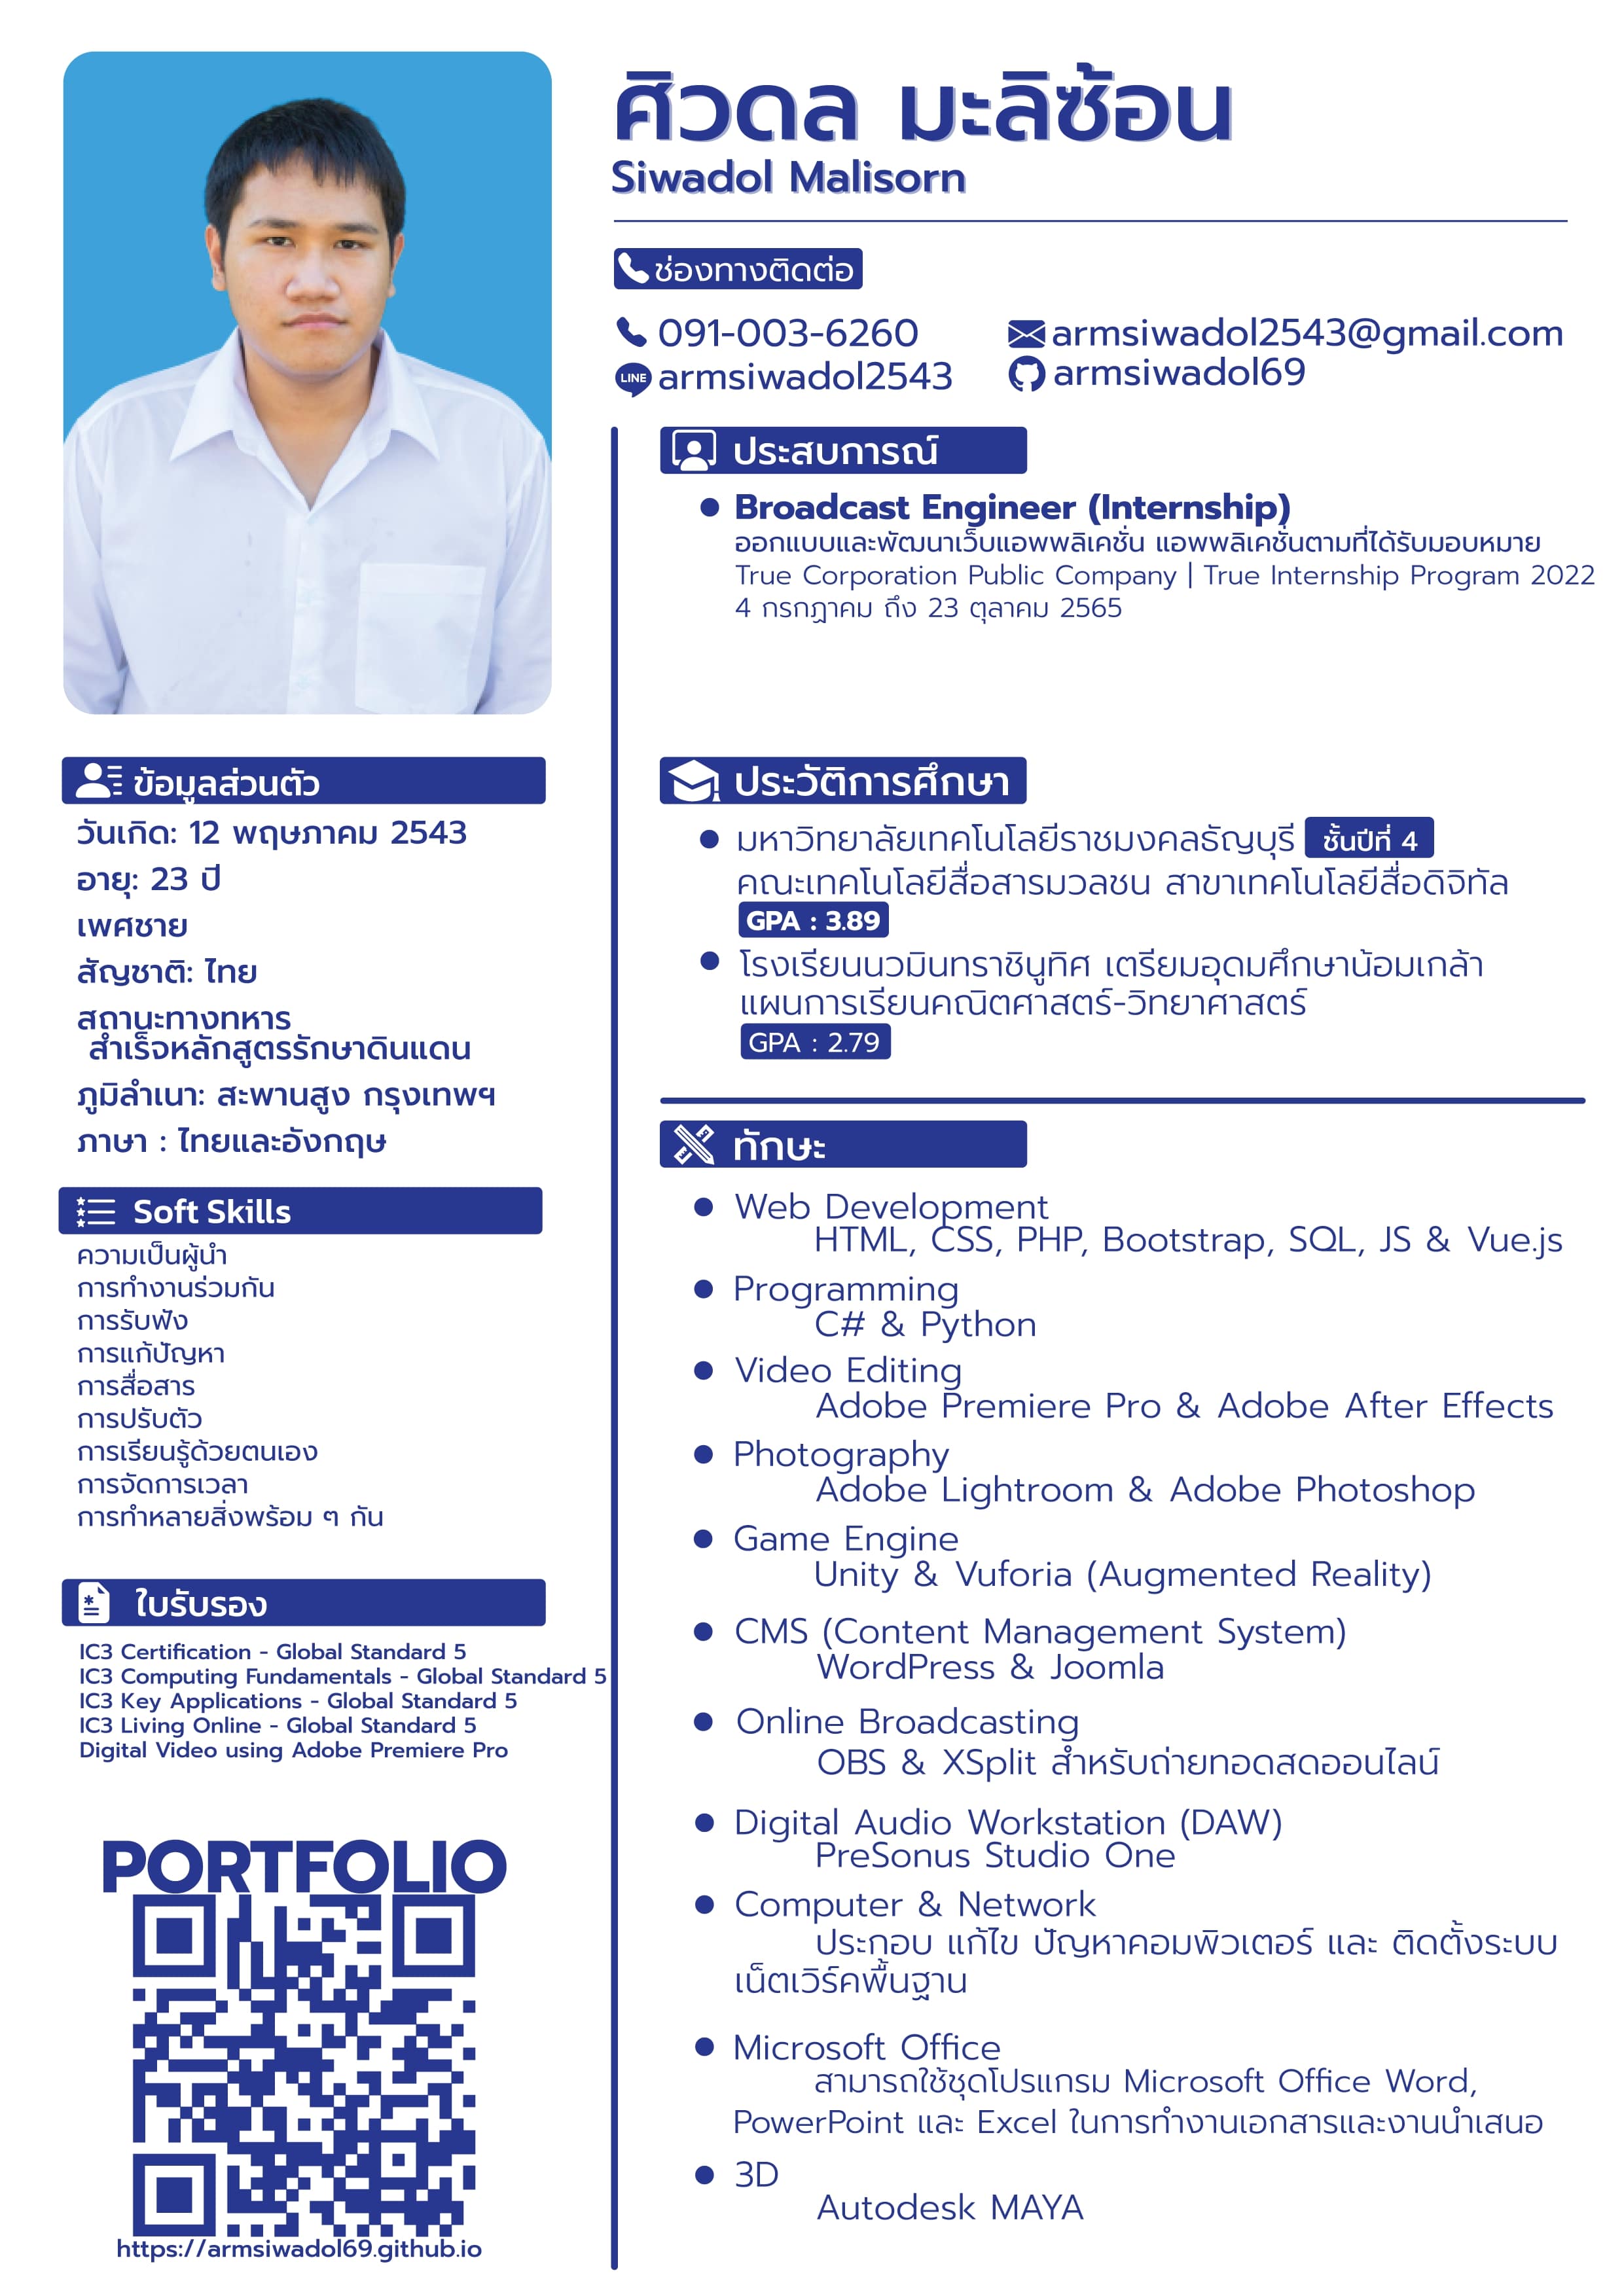 ศิวดล มะลิซ้อน
Siwadol Malisorn
ช่องทางติดต่อ
091-003-6260
armsiwadol2543@gmail.com
LINE armsiwadol2543
armsiwadol69
ประสบการณ์
Broadcast Engineer (Internship)
ออกแบบและพัฒนาเว็บแอพพลิเคชั่น แอพพลิเคชั่นตามที่ได้รับมอบหมาย
True Corporation Public Company | True Internship Program 2022
4 กรกฎาคม ถึง 23 ตุลาคม 2565
ข้อมูลส่วนตัว
วันเกิด: 12 พฤษภาคม 2543
อายุ: 23 ปี
เพศชาย
สัญชาติ: ไทย
สถานะทางทหาร
สำเร็จหลักสูตรรักษาดินแดน
ภูมิลำเนา: สะพานสูง กรุงเทพฯ
ภาษา : ไทยและอังกฤษ
Soft Skills
ความเป็นผู้นำ
การทำงานร่วมกัน
การรับฟัง
การแก้ปัญหา
การสื่อสาร
การปรับตัว
การเรียนรู้ด้วยตนเอง
การจัดการเวลา
การทำหลายสิ่งพร้อม ๆ กัน
ใบรับรอง
IC3 Certification - Global Standard 5
IC3 Computing Fundamentals - Global Standard 5
IC3 Key Applications - Global Standard 5
IC3 Living Online - Global Standard 5
Digital Video using Adobe Premiere Pro
PORTFOLIO
https://armsiwadol69.github.io
ประวัติการศึกษา
มหาวิทยาลัยเทคโนโลยีราชมงคลธัญบุรี ชั้นปีที่ 4
คณะเทคโนโลยีสื่อสารมวลชน สาขาเทคโนโลยีสื่อดิจิทัล
GPA : 3.89
โรงเรียนนวมินทราชินูทิศ เตรียมอุดมศึกษาน้อมเกล้า
แผนการเรียนคณิตศาสตร์-วิทยาศาสตร์
GPA : 2.79
ทักษะ
Web Development
HTML, CSS, PHP, Bootstrap, SQL, JS & Vue.js
Programming
C# & Python
Video Editing
Adobe Premiere Pro & Adobe After Effects
Photography
Adobe Lightroom & Adobe Photoshop
Game Engine
Unity & Vuforia (Augmented Reality)
CMS (Content Management System)
WordPress & Joomla
Online Broadcasting
OBS & XSplit สำหรับถ่ายทอดสดออนไลน์
Digital Audio Workstation (DAW)
PreSonus Studio One
Computer & Network
ประกอบ แก้ไข ปัญหาคอมพิวเตอร์ และ ติดตั้งระบบ
เน็ตเวิร์คพื้นฐาน
Microsoft Office
สามารถใช้ชุดโปรแกรม Microsoft Office Word,
PowerPoint และ Excel ในการทำงานเอกสารและงานนำเสนอ
3D
Autodesk MAYA